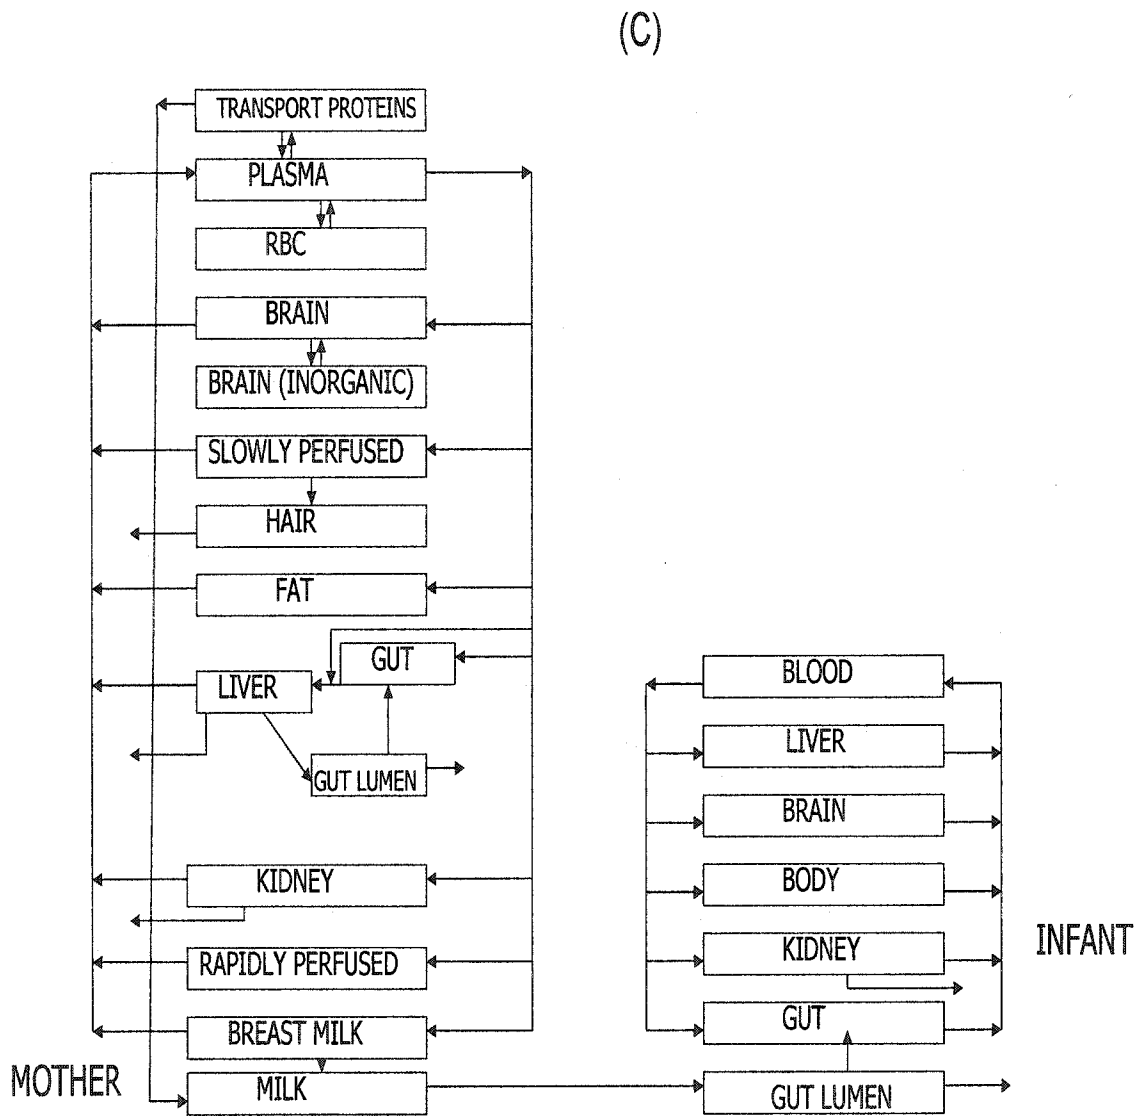 (C)
TRANSPORT PROTEINS
PLASMA
RBC
BRAIN
BRAIN (INORGANIC)
SLOWLY PERFUSED
HAIR
FAT
GUT
LIVER
GUT LUMEN
KIDNEY
RAPIDLY PERFUSED
BREAST MILK
MILK
MOTHER
BLOOD
LIVER
BRAIN
BODY
KIDNEY
GUT
GUT LUMEN
INFANT